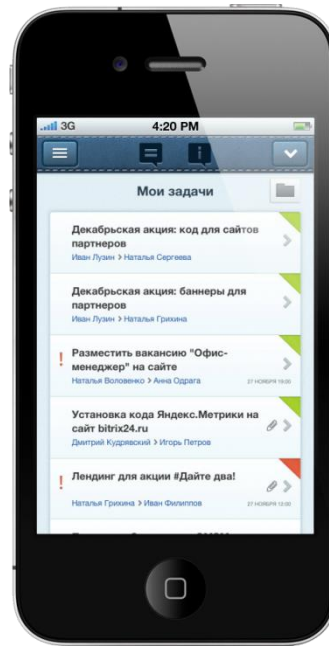 3G 4:20 PM
Мои задачи
Декабрьская акция: код для сайтов
партнеров
Иван Лузин > Наталья Сергеева
Декабрьская акция: баннеры для
партнеров
Иван Лузин > Наталья Грихина
! Разместить вакансию "Офис-
менеджер" на сайте
Наталья Воловенко > Анна Одрага 27 НОЯБРЯ 19:00
Установка кода Яндекс.Метрики на
сайт bitrix24.ru
Дмитрий Кудрявский > Игорь Петров
! Лендинг для акции #Дайте два!
Наталья Грихина > Иван Филиппов 27 НОЯБРЯ